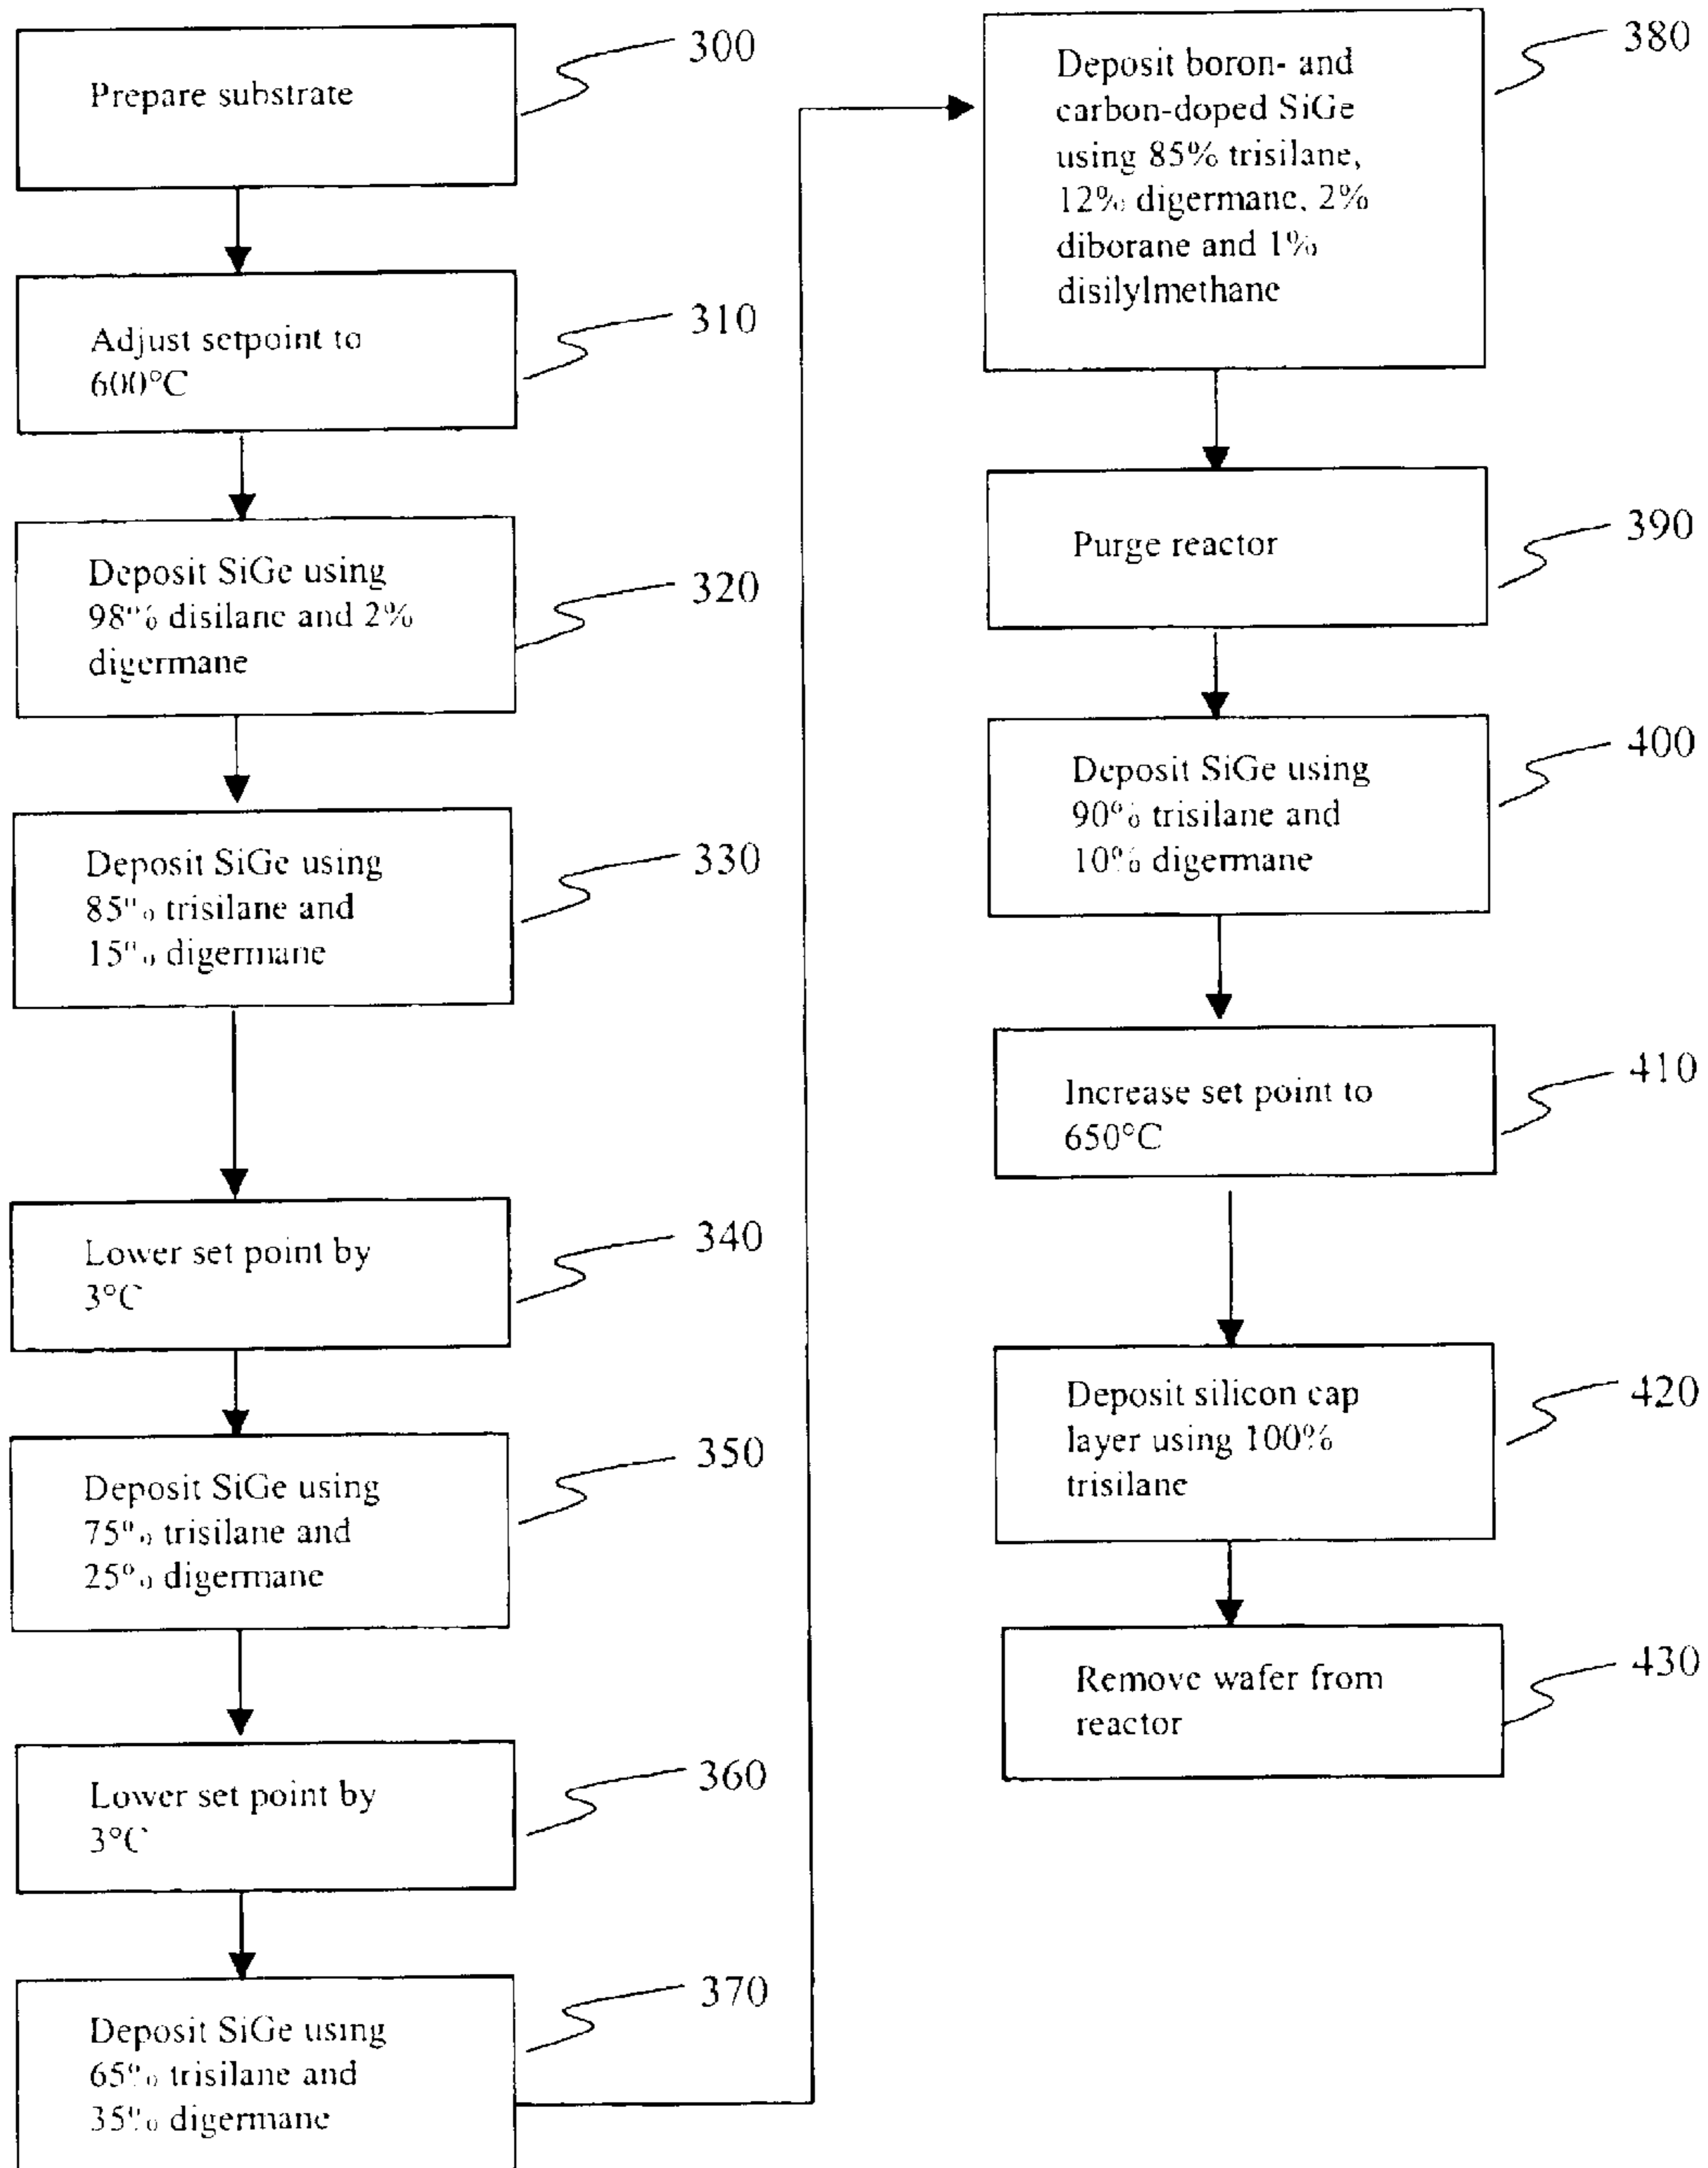 Prepare substrate
300
Adjust setpoint to
600°C
310
Deposit SiGe using
98% disilane and 2%
digermane
320
Deposit SiGe using
85% trisilane and
15% digermane
330
Lower set point by
3°C
340
Deposit SiGe using
75% trisilane and
25% digermane
350
Lower set point by
3°C
360
Deposit SiGe using
65% trisilane and
35% digermane
370
Deposit boron- and
carbon-doped SiGe
using 85% trisilane,
12% digermane, 2%
diborane and 1%
disilylmethane
380
Purge reactor
390
Deposit SiGe using
90% trisilane and
10% digermane
400
Increase set point to
650°C
410
Deposit silicon cap
layer using 100%
trisilane
420
Remove wafer from
reactor
430